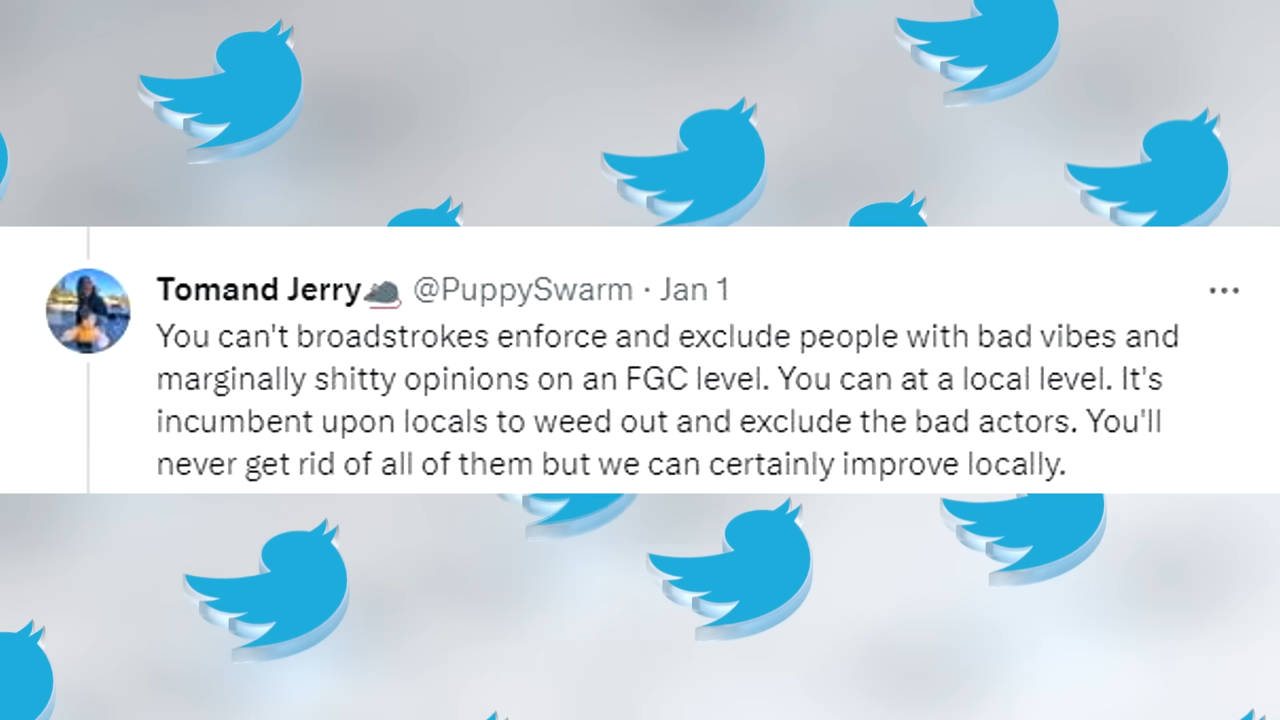 Tomand Jerry🐀 @PuppySwarm · Jan 1
You can't broadstrokes enforce and exclude people with bad vibes and
marginally shitty opinions on an FGC level. You can at a local level. It's
incumbent upon locals to weed out and exclude the bad actors. You'll
never get rid of all of them but we can certainly improve locally.